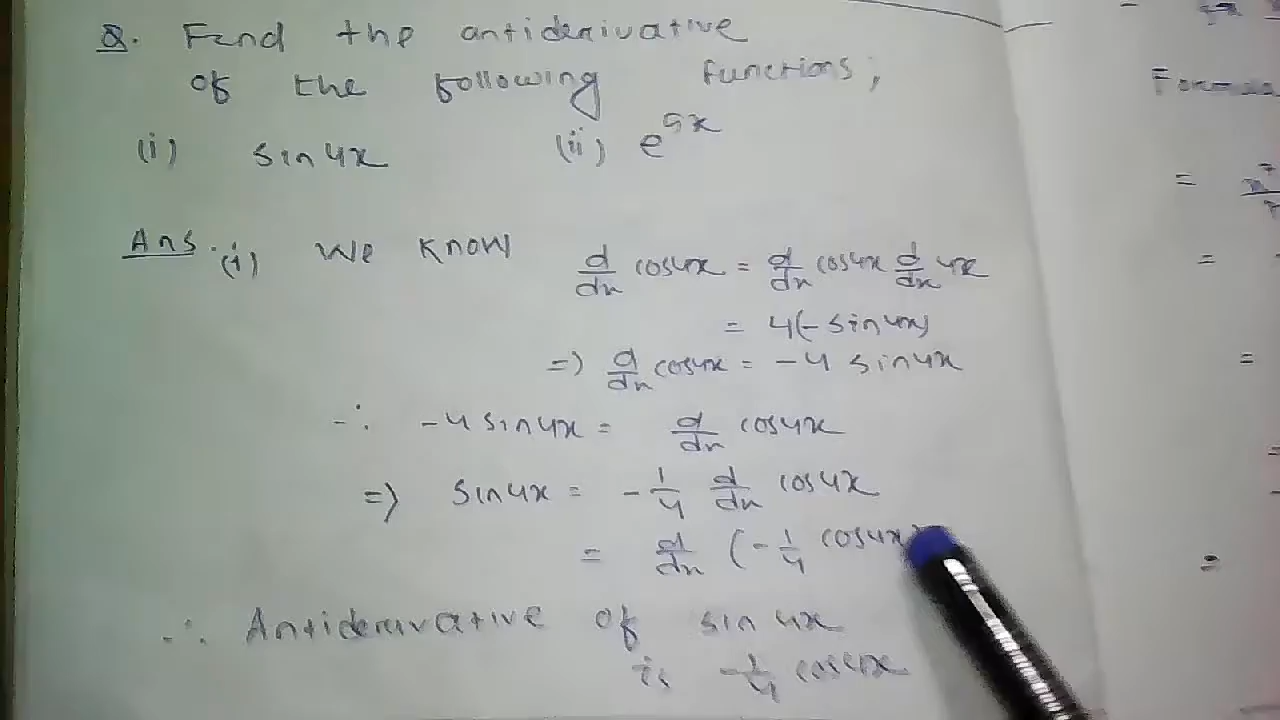 Q. Find the antiderivative
of the following functions;
(i) sin4x (ii) e^5x
Ans. (i) We know d/dx cos4x = d/dx cos4x d/dx 4x
= 4(-sin4x)
=> d/dx cos4x = -4 sin4x
∴ -4sin4x = d/dx cos4x
=> sin4x = -1/4 d/dx cos4x
= d/dx (-1/4 cos4x)
∴ Antiderivative of sin4x
is -1/4 cos4x